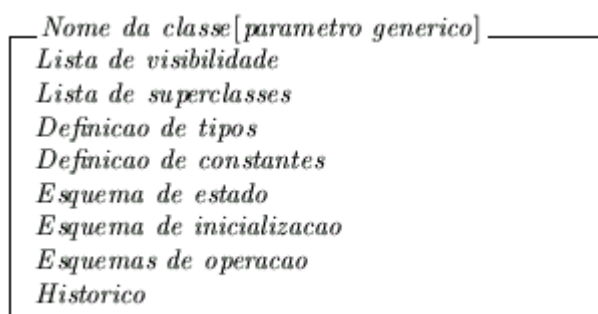 Nome da classe[parametro generico]
Lista de visibilidade
Lista de superclasses
Definicao de tipos
Definicao de constantes
Esquema de estado
Esquema de inicializacao
Esquemas de operacao
Historico